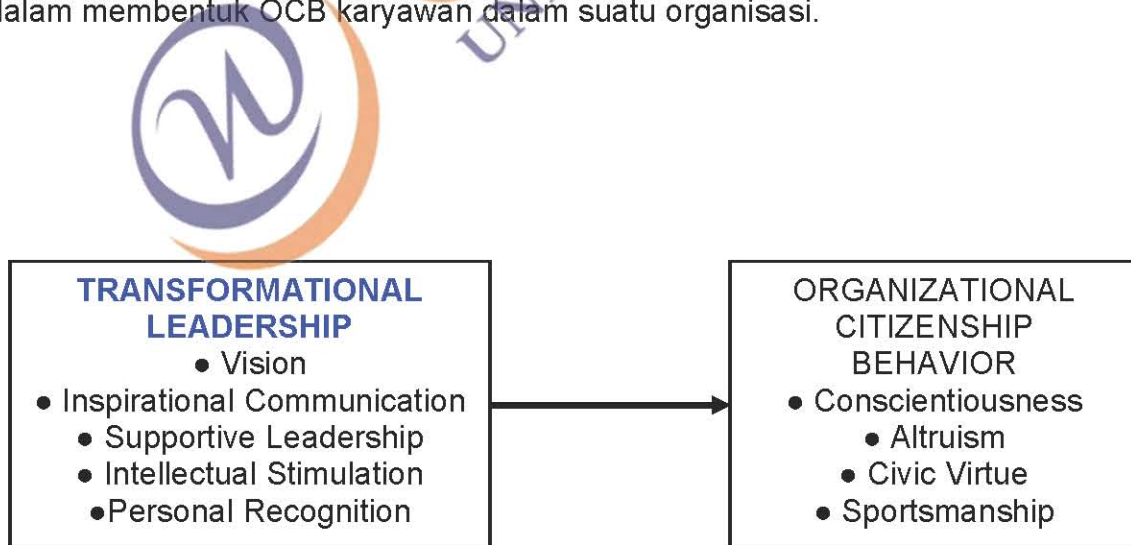 dalam membentuk OCB karyawan dalam suatu organisasi.
UN
TRANSFORMATIONAL
LEADERSHIP
● Vision
● Inspirational Communication
● Supportive Leadership
● Intellectual Stimulation
●Personal Recognition
ORGANIZATIONAL
CITIZENSHIP
BEHAVIOR
● Conscientiousness
● Altruism
● Civic Virtue
● Sportsmanship